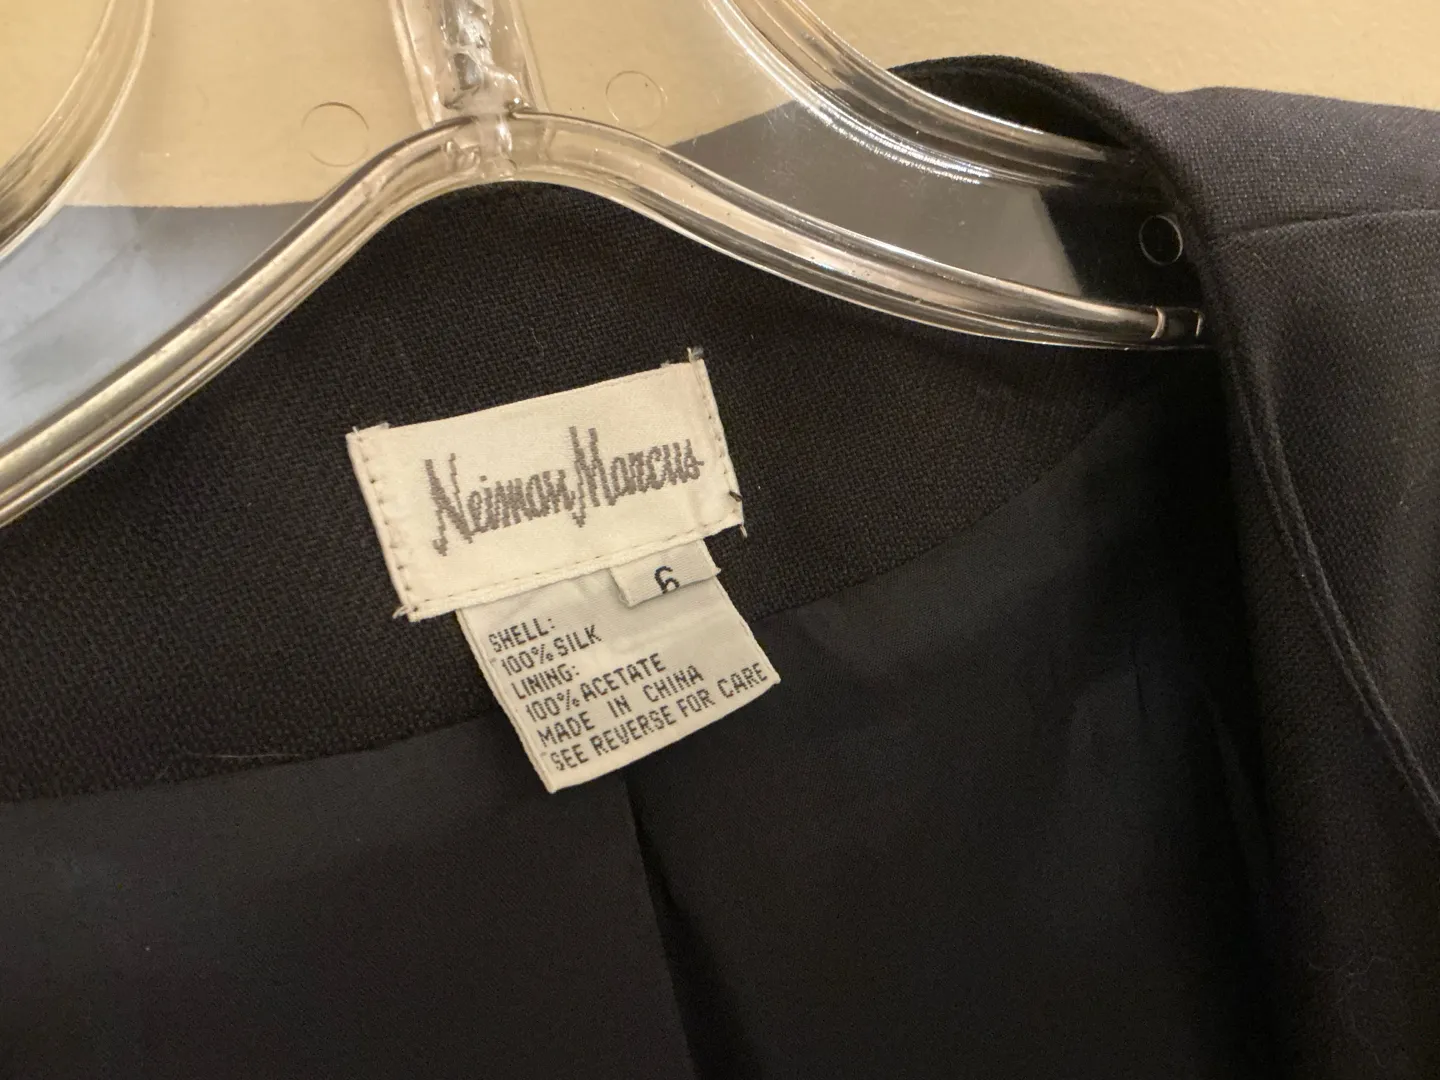 Neiman Marcus
6
SHELL:
100% SILK
LINING:
100% ACETATE
MADE IN CHINA
SEE REVERSE FOR CARE